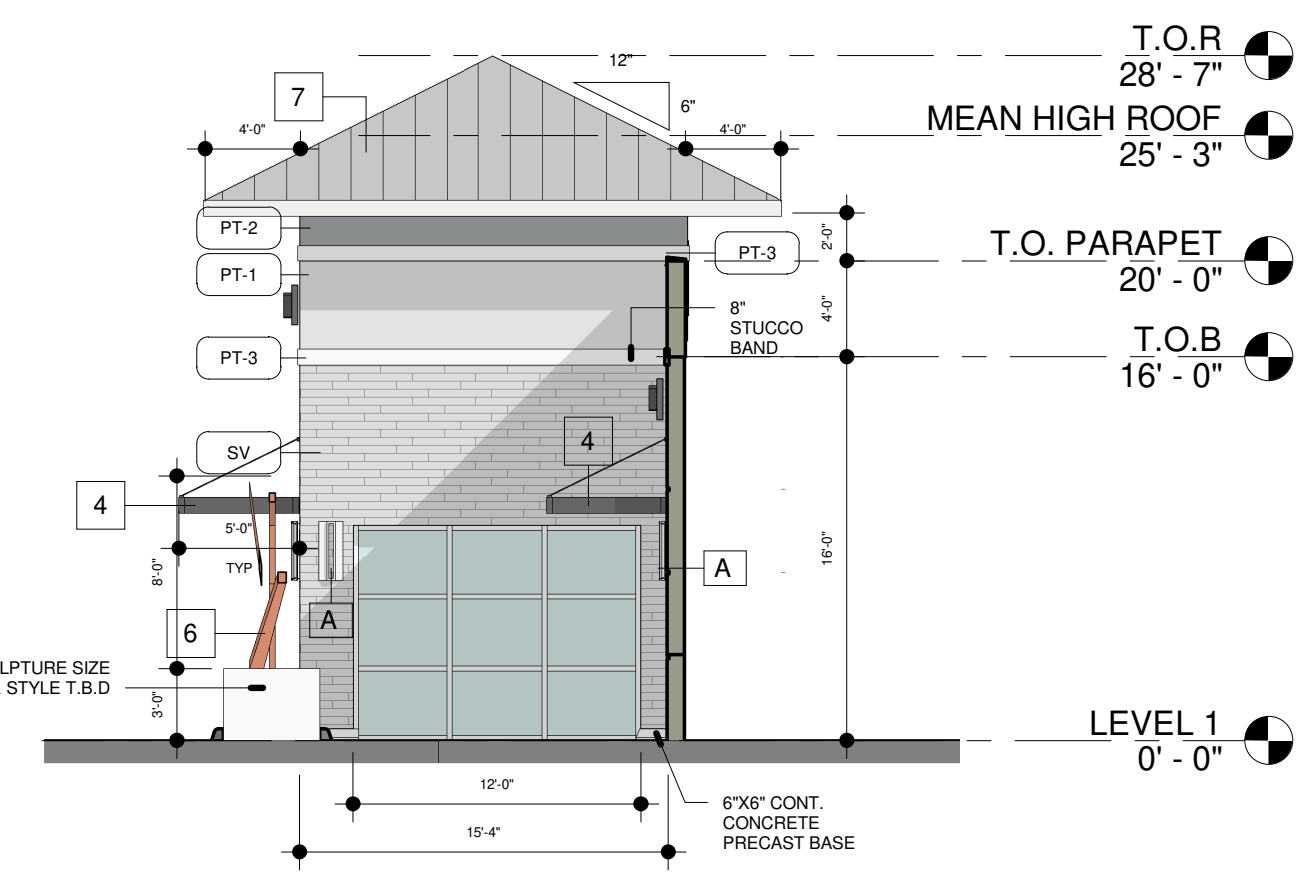 T.O.R
28' - 7"
12"
6"
7
MEAN HIGH ROOF
25' - 3"
4'-0"
4'-0"
PT-2
PT-3
2'-0"
T.O. PARAPET
20' - 0"
PT-1
8"
STUCCO
BAND
4'-0"
T.O.B
16' - 0"
PT-3
SV
4
4
5'-0"
TYP
8'-0"
16'-0"
A
A
6
LPTURE SIZE
STYLE T.B.D
3'-0"
LEVEL 1
0' - 0"
12'-0"
15'-4"
6"X6" CONT.
CONCRETE
PRECAST BASE